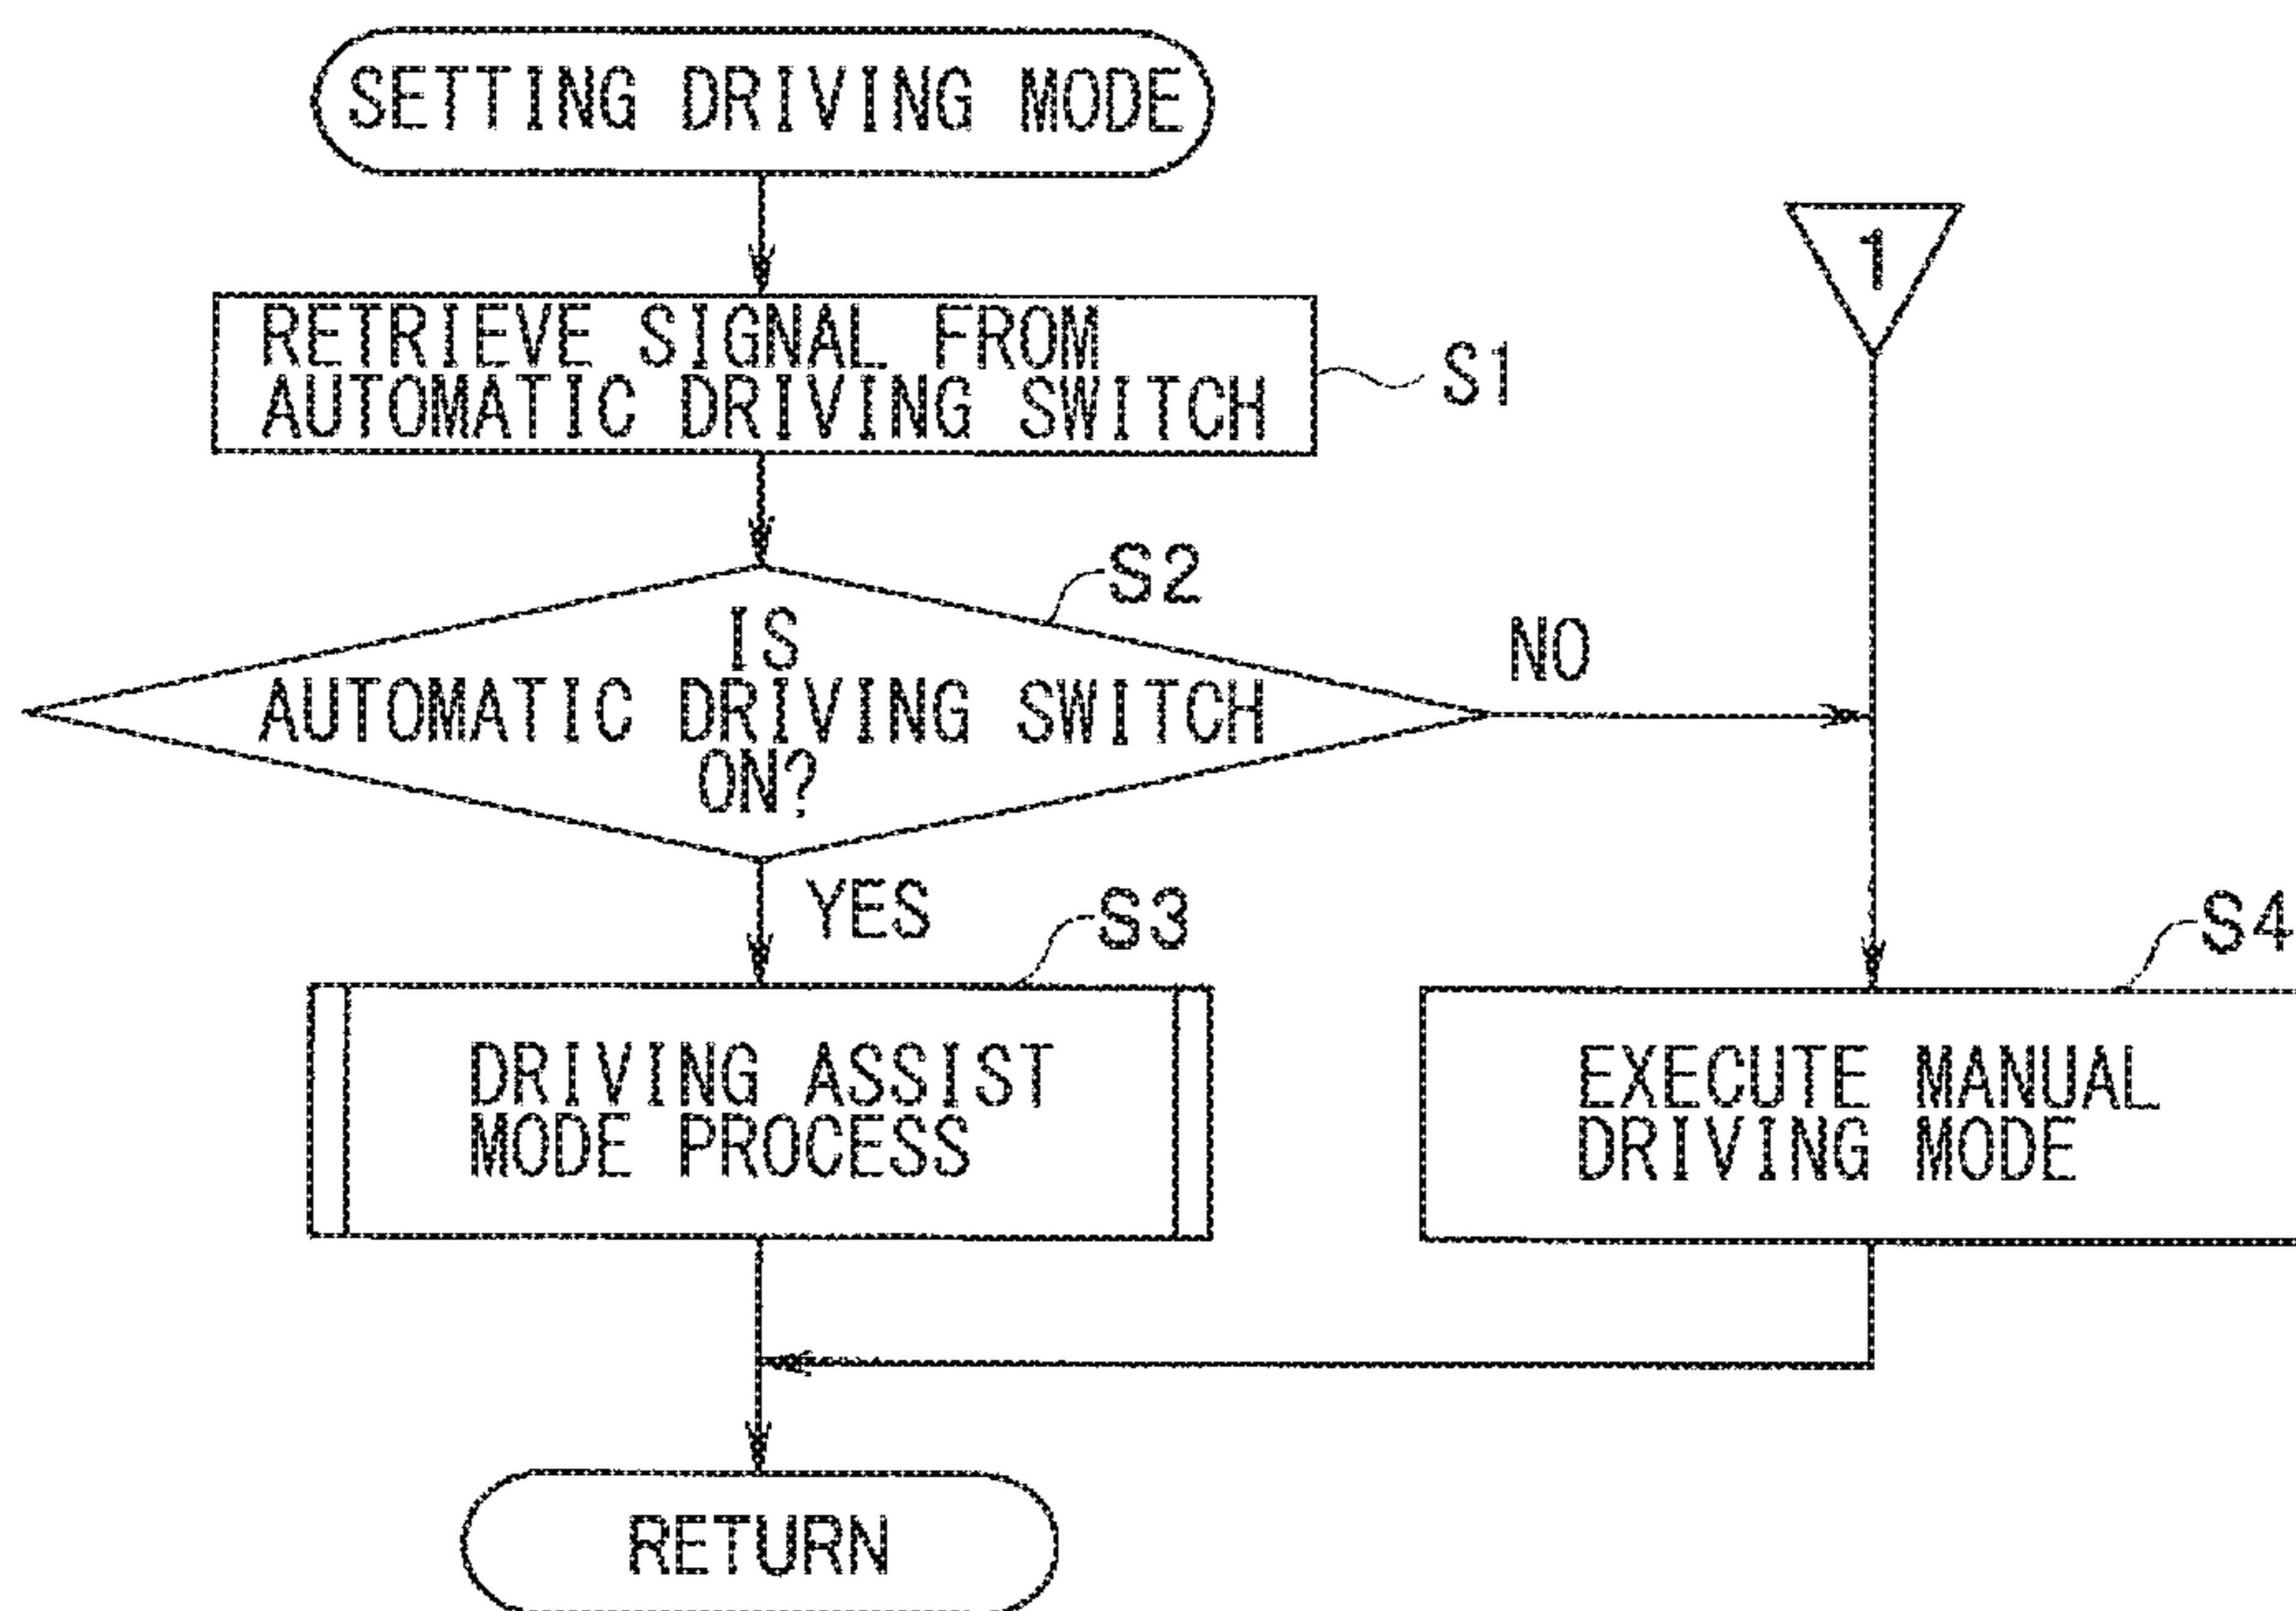 SETTING DRIVING MODE
1
RETRIEVE SIGNAL FROM
AUTOMATIC DRIVING SWITCH
S1
S2
IS
AUTOMATIC DRIVING SWITCH
ON?
NO
YES
S3
S4
DRIVING ASSIST
MODE PROCESS
EXECUTE MANUAL
DRIVING MODE
RETURN